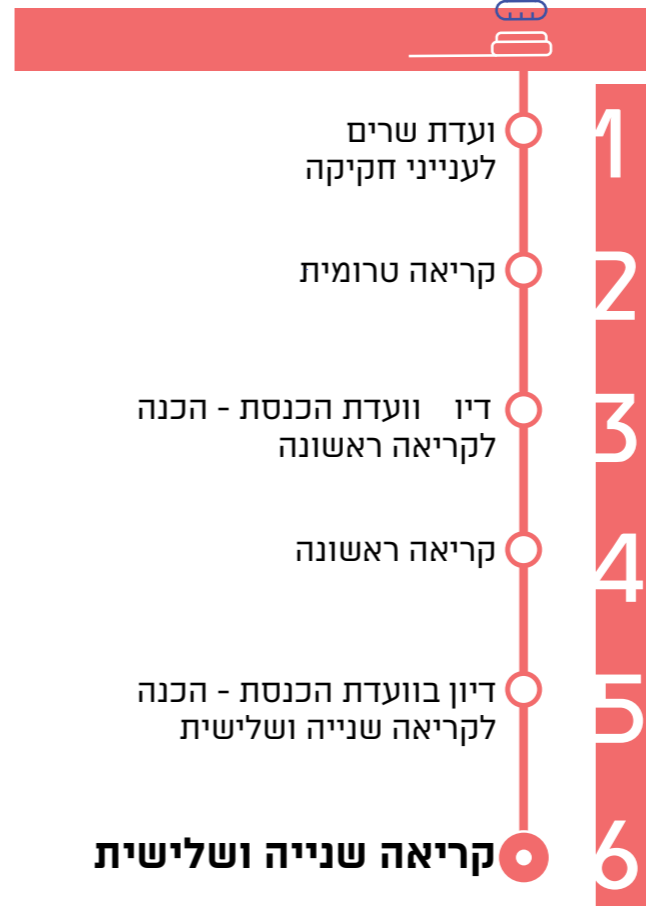 1
ועדת שרים
לענייני חקיקה
2
קריאה טרומית
3
דיו וועדת הכנסת - הכנה
לקריאה ראשונה
4
קריאה ראשונה
5
דיון בוועדת הכנסת - הכנה
לקריאה שנייה ושלישית
6
קריאה שנייה ושלישית